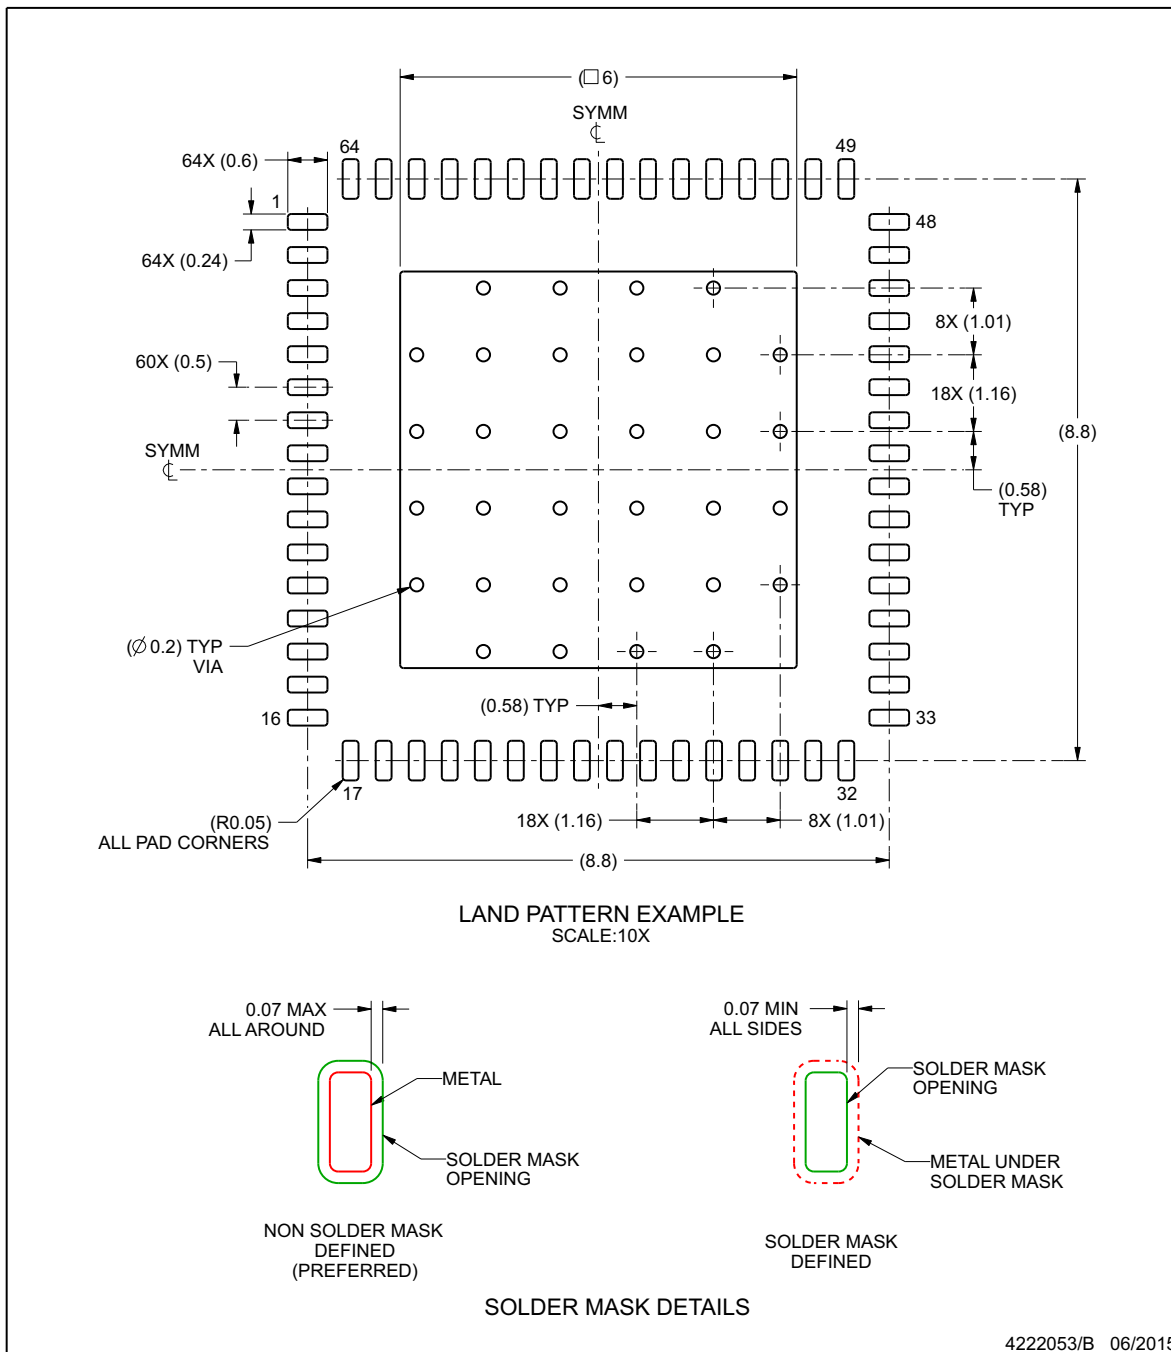 (□6)
SYMM
℄
64X (0.6)
64
49
1
48
64X (0.24)
8X (1.01)
60X (0.5)
18X (1.16)
(8.8)
SYMM
℄
(0.58)
TYP
(∅0.2) TYP
VIA
(0.58) TYP
16
33
17
32
(R0.05)
ALL PAD CORNERS
18X (1.16)
8X (1.01)
(8.8)
LAND PATTERN EXAMPLE
SCALE:10X
0.07 MAX
ALL AROUND
METAL
SOLDER MASK
OPENING
NON SOLDER MASK
DEFINED
(PREFERRED)
0.07 MIN
ALL SIDES
SOLDER MASK
OPENING
METAL UNDER
SOLDER MASK
SOLDER MASK
DEFINED
SOLDER MASK DETAILS
4222053/B 06/2015